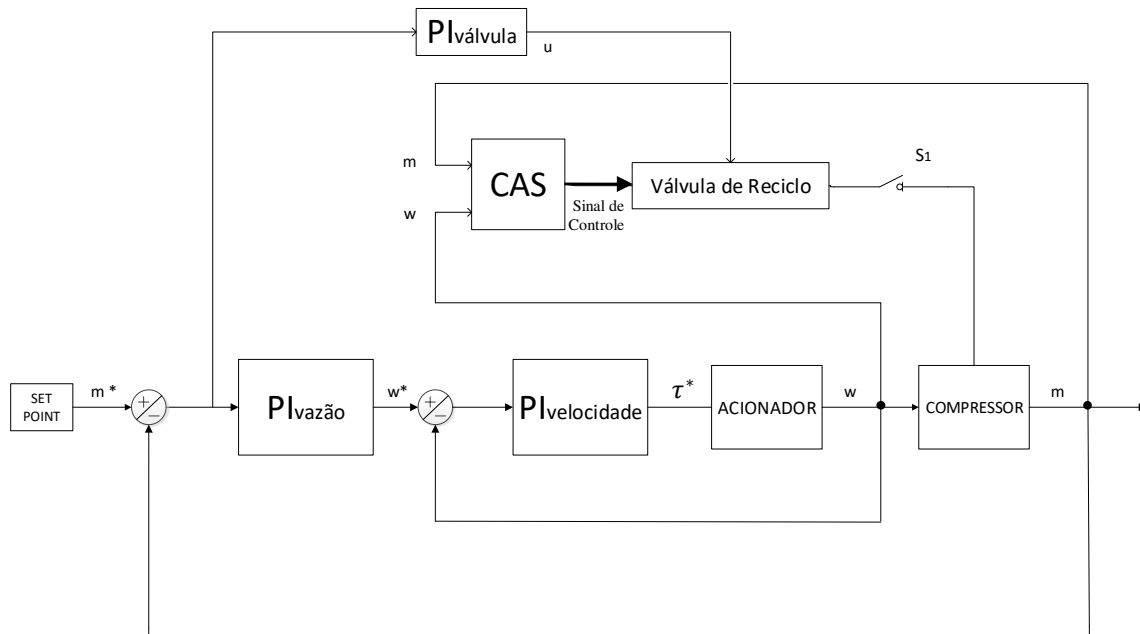 PIválvula
u
S1
m
CAS
Válvula de Reciclo
w
Sinal de
Controle
SET
POINT
m *
+
−
PIvazão
w*
+
−
PIvelocidade
τ*
ACIONADOR
w
COMPRESSOR
m